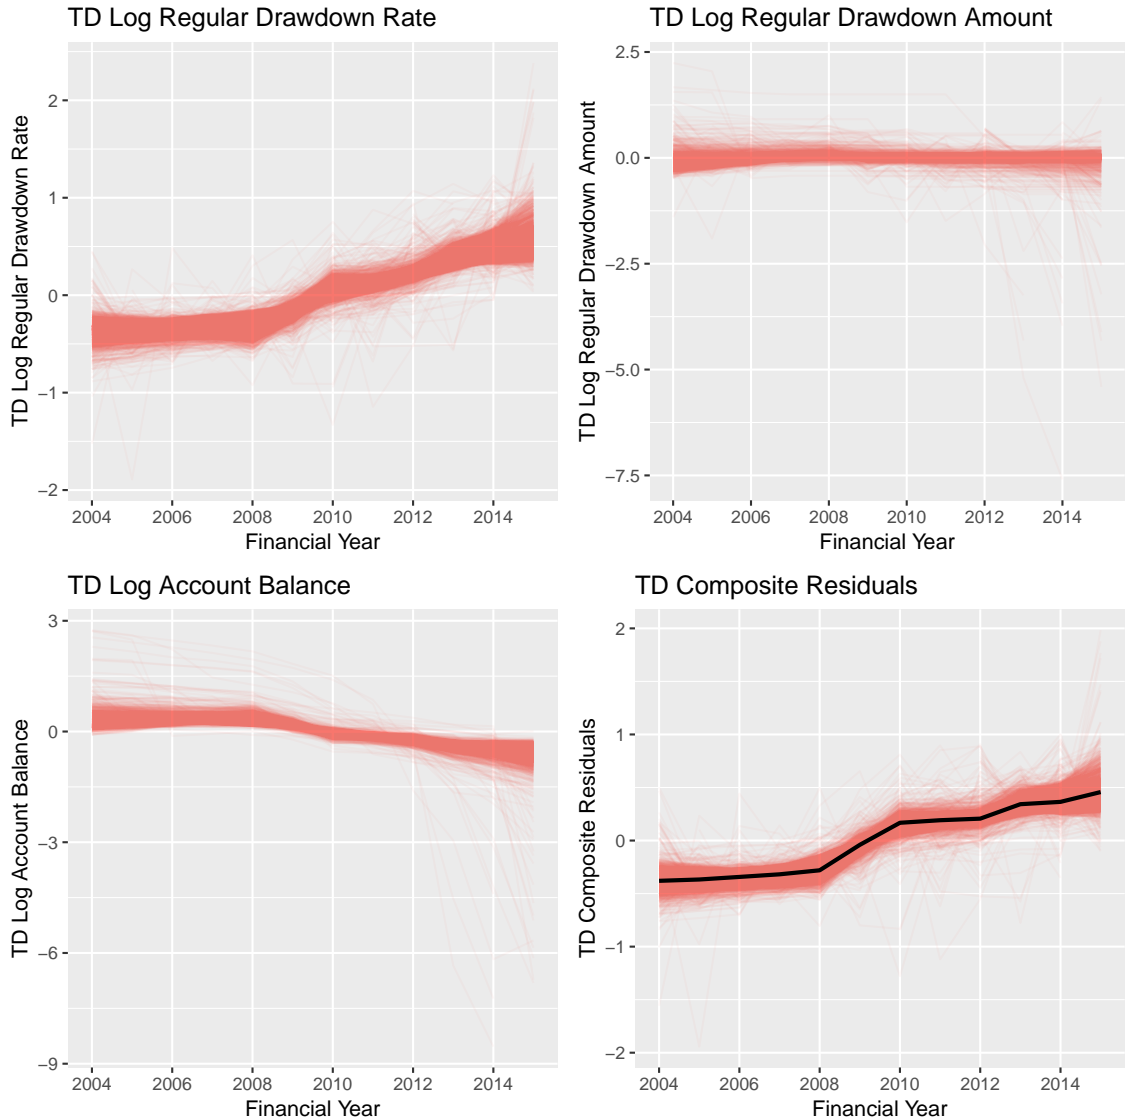 TD Log Regular Drawdown Rate
TD Log Regular Drawdown Rate
2
1
0
−1
−2
2004 2006 2008 2010 2012 2014
Financial Year
TD Log Regular Drawdown Amount
TD Log Regular Drawdown Amount
2.5
0.0
−2.5
−5.0
−7.5
2004 2006 2008 2010 2012 2014
Financial Year
TD Log Account Balance
TD Log Account Balance
3
0
−3
−6
−9
2004 2006 2008 2010 2012 2014
Financial Year
TD Composite Residuals
TD Composite Residuals
2
1
0
−1
−2
2004 2006 2008 2010 2012 2014
Financial Year